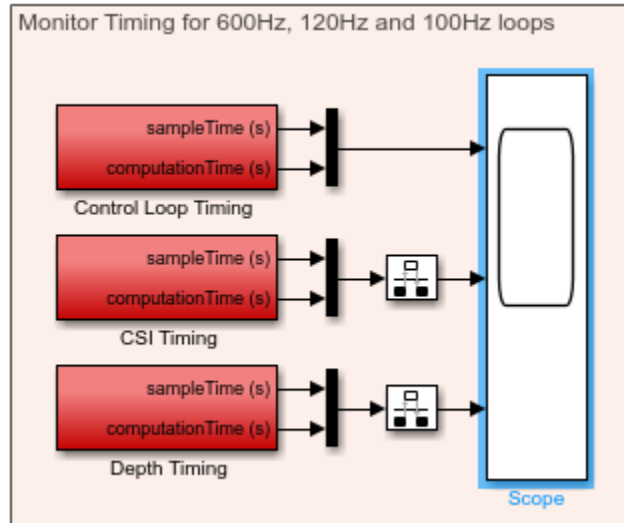 Monitor Timing for 600Hz, 120Hz and 100Hz loops
sampleTime (s)
computationTime (s)
Control Loop Timing
sampleTime (s)
computationTime (s)
CSI Timing
sampleTime (s)
computationTime (s)
Depth Timing
Scope